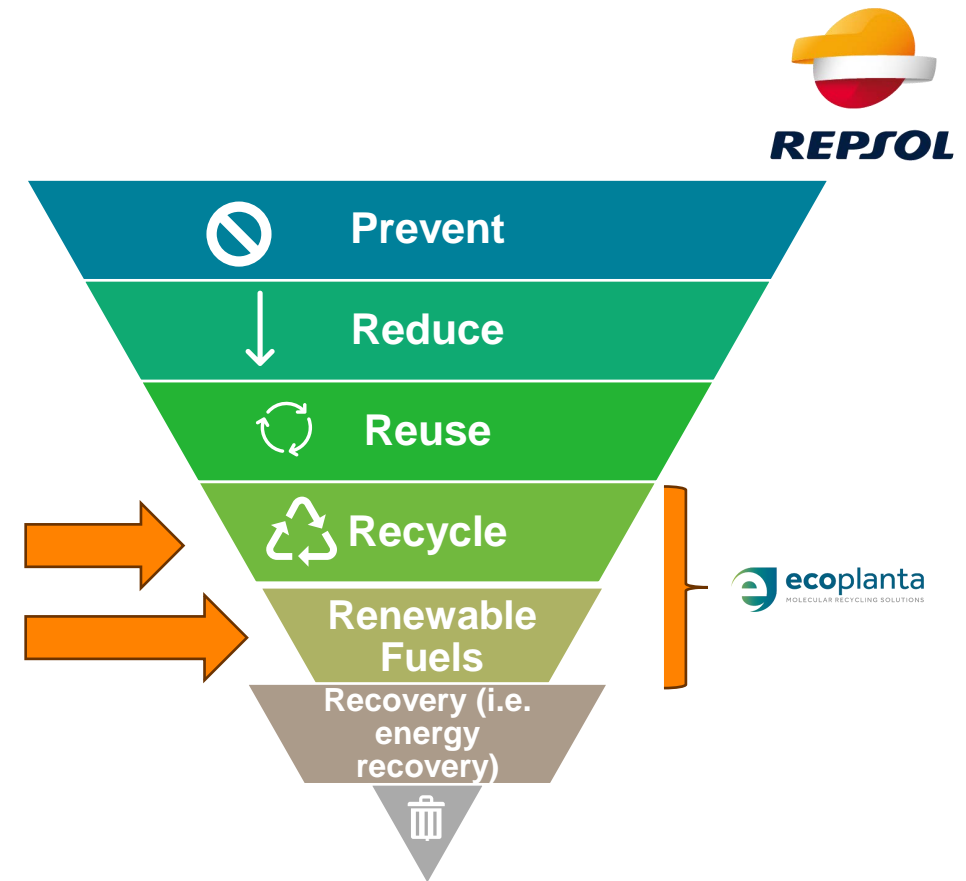 REPSOL
Prevent
Reduce
Reuse
Recycle
Renewable
Fuels
Recovery (i.e.
energy
recovery)
ecoplanta
MOLECULAR RECYCLING SOLUTIONS